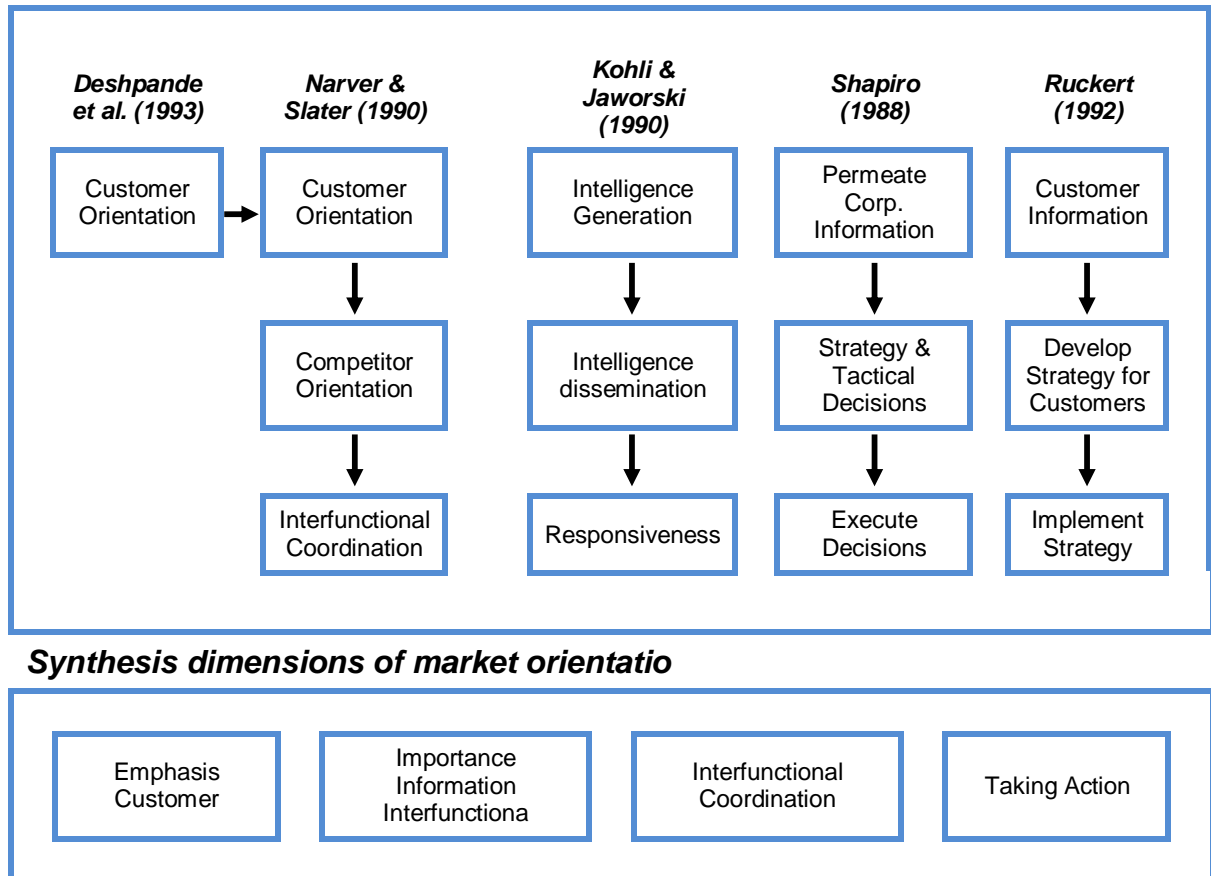 Deshpande
et al. (1993)
Narver &
Slater (1990)
Kohli &
Jaworski
(1990)
Shapiro
(1988)
Ruckert
(1992)
Customer
Orientation
Customer
Orientation
Intelligence
Generation
Permeate
Corp.
Information
Customer
Information
Competitor
Orientation
Intelligence
dissemination
Strategy &
Tactical
Decisions
Develop
Strategy for
Customers
Interfunctional
Coordination
Responsiveness
Execute
Decisions
Implement
Strategy
Synthesis dimensions of market orientatio
Emphasis
Customer
Importance
Information
Interfunctiona
Interfunctional
Coordination
Taking Action